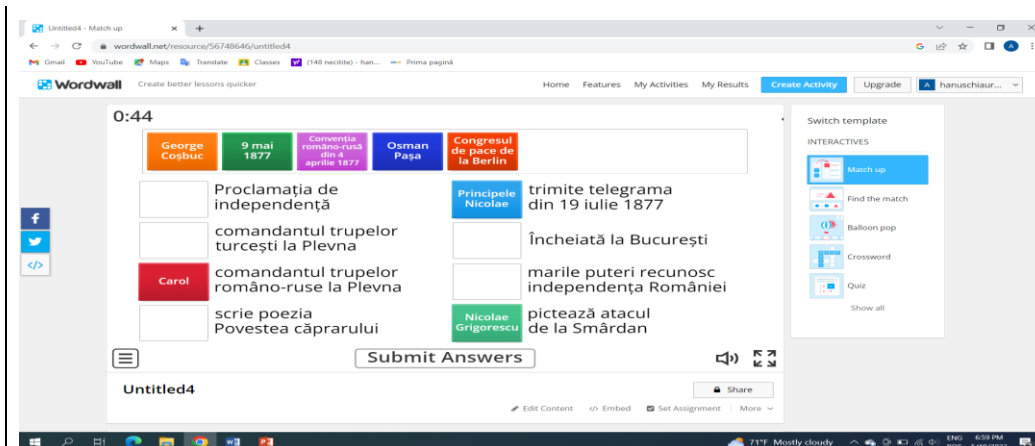 Untitled4 - Match up
wordwall.net/resource/56748646/untitled4
Gmail YouTube Maps Translate Classes (148 necitite) - han... Prima pagină
Wordwall Create better lessons quicker Home Features My Activities My Results Create Activity Upgrade A hanuschiaur...
0:44
George
Coșbuc
9 mai
1877
Convenția
româno-rusă
din 4
aprilie 1877
Osman
Pașa
Congresul
de pace de
la Berlin
Proclamația de
independență
Principele
Nicolae
trimite telegrama
din 19 iulie 1877
comandantul trupelor
turcești la Plevna
Încheiată la București
Carol
comandantul trupelor
româno-ruse la Plevna
marile puteri recunosc
independența României
scrie poezia
Povestea căprarului
Nicolae
Grigorescu
pictează atacul
de la Smârdan
Submit Answers
Untitled4
Share
Edit Content Embed Set Assignment More
Switch template
INTERACTIVES
Match up
Find the match
Balloon pop
Crossword
Quiz
Show all
71°F Mostly cloudy ENG 6:59 PM